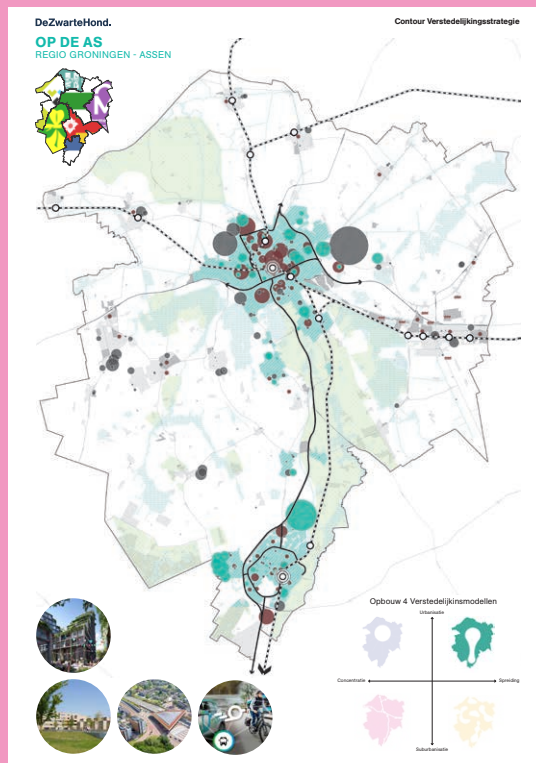 DeZwarteHond.
Contour Verstedelijkingsstrategie
OP DE AS
REGIO GRONINGEN - ASSEN
Opbouw 4 Verstedelijkinsmodellen
Urbanisatie
Concentratie
Spreiding
Suburbanisatie